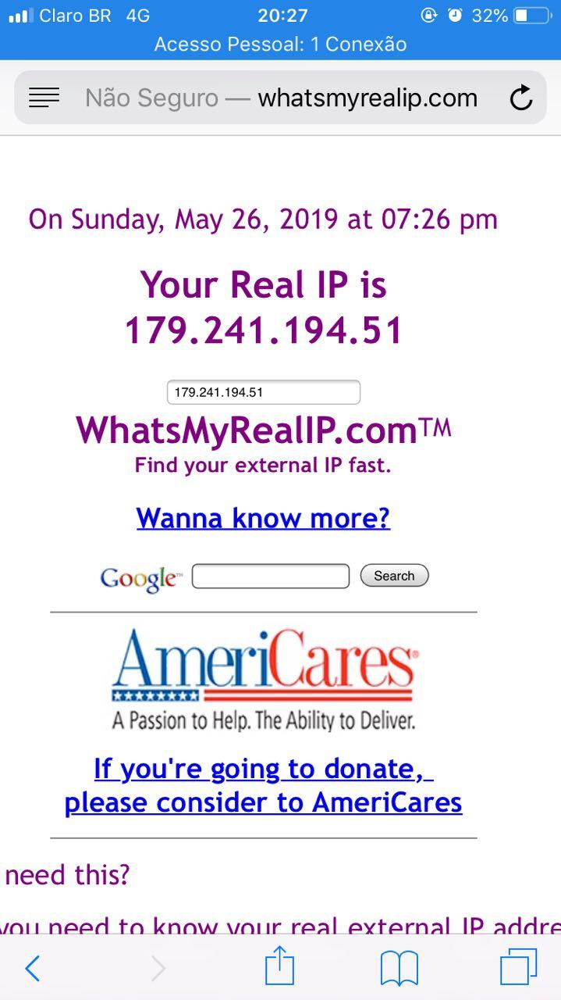 Claro BR 4G 20:27 32%
Acesso Pessoal: 1 Conexão
Não Seguro — whatsmyrealip.com
On Sunday, May 26, 2019 at 07:26 pm
Your Real IP is
179.241.194.51
179.241.194.51
WhatsMyRealIP.com™
Find your external IP fast.
Wanna know more?
Google™ Search
AmeriCares®
A Passion to Help. The Ability to Deliver.
If you're going to donate,
please consider to AmeriCares
need this?
you need to know your real external IP addre